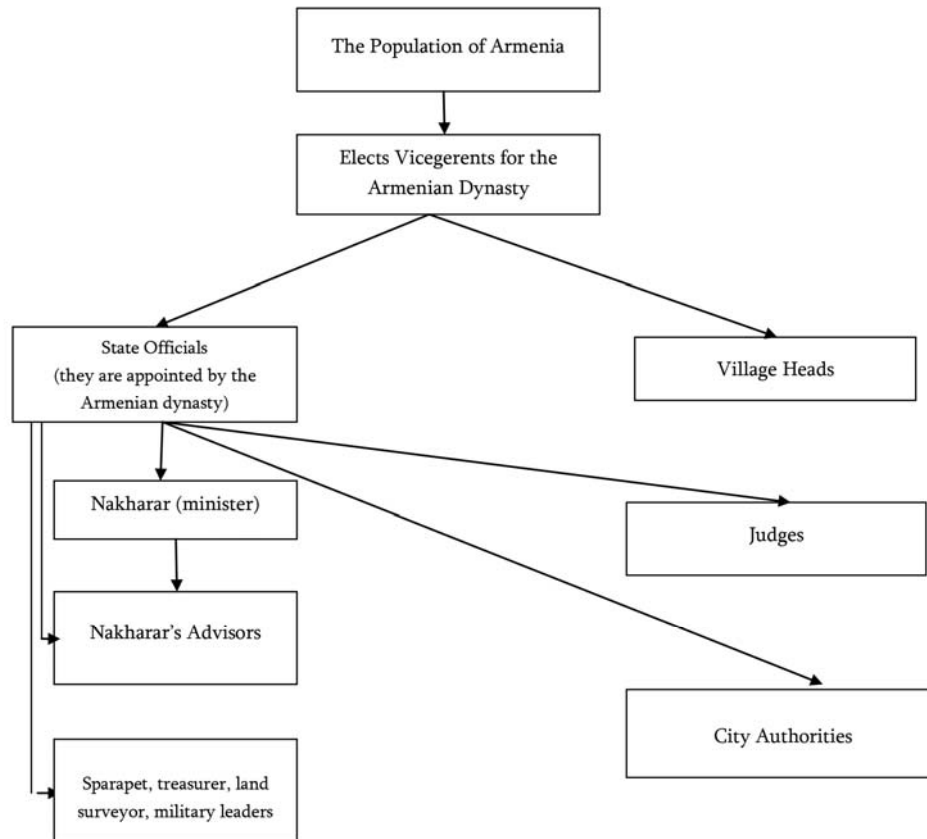 The Population of Armenia
Elects Vicegerents for the
Armenian Dynasty
State Officials
(they are appointed by the
Armenian dynasty)
Village Heads
Nakharar (minister)
Judges
Nakharar’s Advisors
City Authorities
Sparapet, treasurer, land
surveyor, military leaders